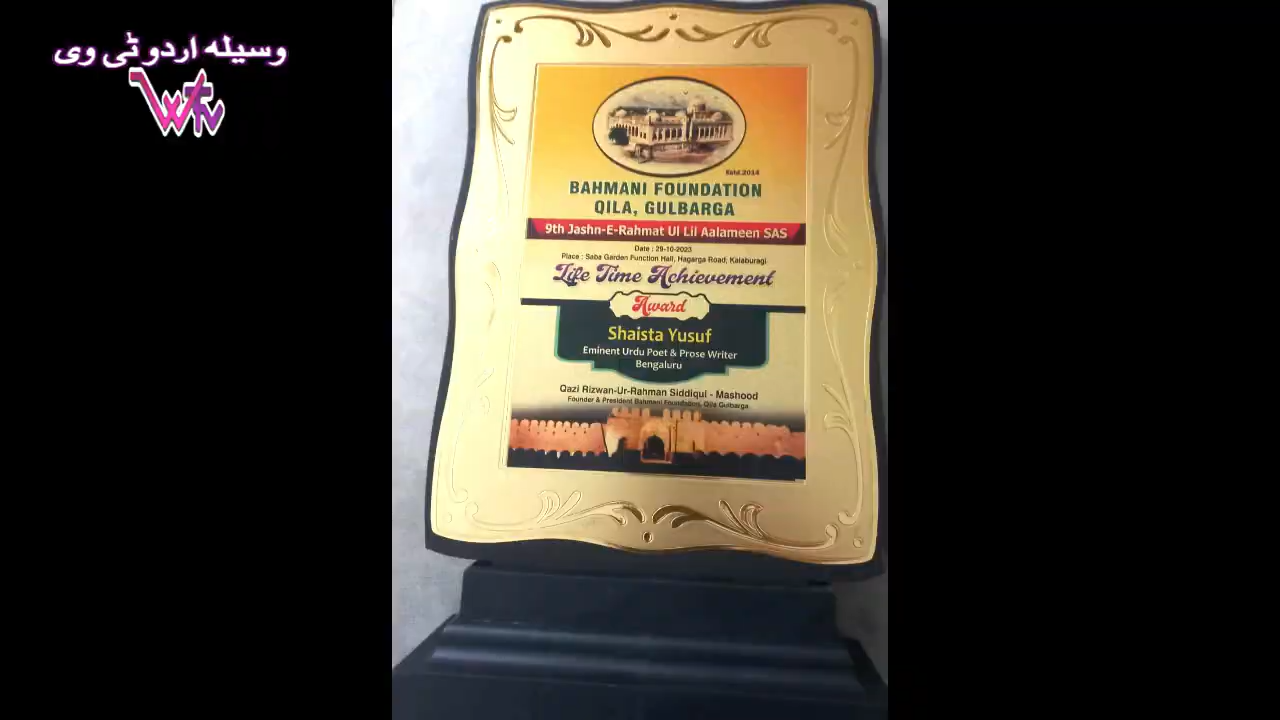 وسیلہ اردو ٹی وی
WTv
Estd.2014
BAHMANI FOUNDATION
QILA, GULBARGA
9th Jashn-E-Rahmat Ul Lil Aalameen SAS
Date : 29-10-2023
Place : Saba Garden Function Hall, Hagarga Road, Kalaburagi
Life Time Achievement
Award
Shaista Yusuf
Eminent Urdu Poet & Prose Writer
Bengaluru
Qazi Rizwan-Ur-Rahman Siddiqui - Mashood
Founder & President Bahmani Foundation, Qila Gulbarga